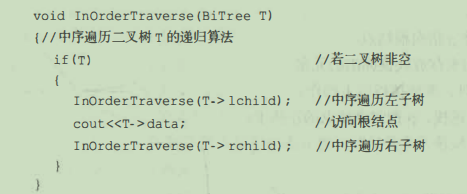 void InOrderTraverse(BiTree T)
{//中序遍历二叉树T的递归算法
if(T) //若二叉树非空
{
InOrderTraverse(T-> lchild); //中序遍历左子树
cout<<T->data; //访问根结点
InOrderTraverse(T-> rchild); //中序遍历右子树
}
}